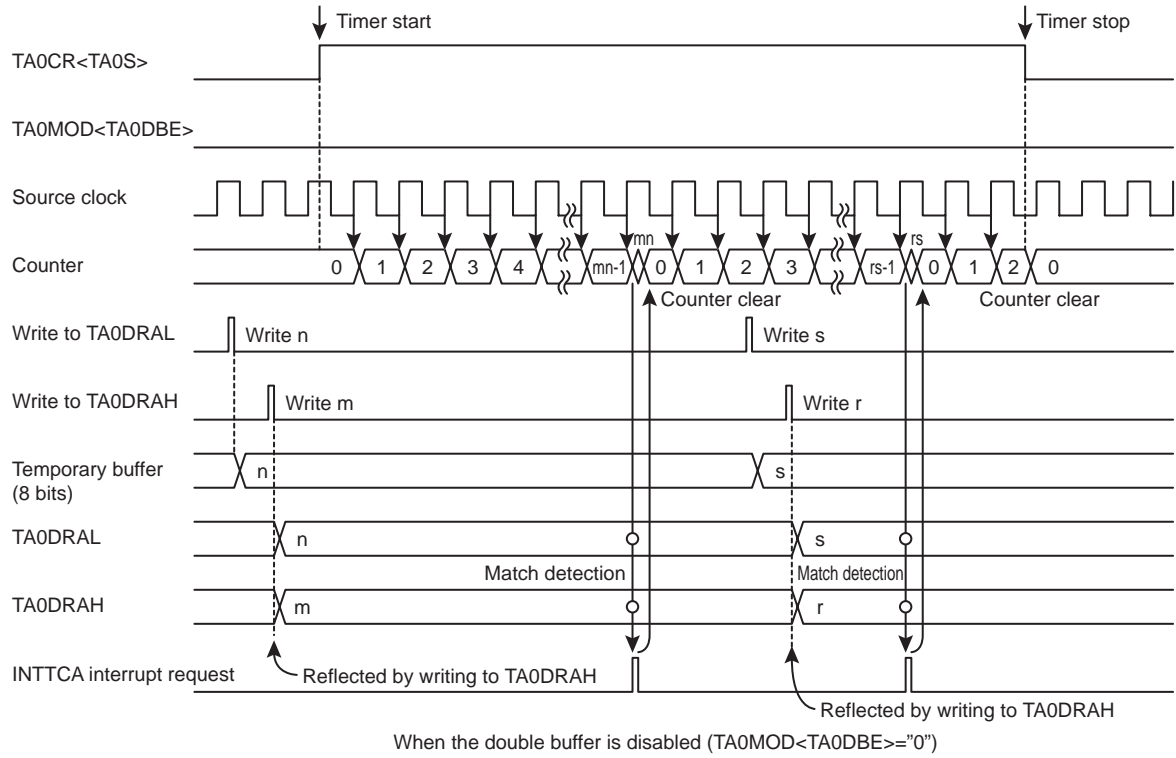 Timer start
Timer stop
TA0CR<TA0S>
TA0MOD<TA0DBE>
Source clock
mn
rs
Counter
0 1 2 3 4 mn-1 0 1 2 3 rs-1 0 1 2 0
Counter clear
Counter clear
Write to TA0DRAL
Write n
Write s
Write to TA0DRAH
Write m
Write r
Temporary buffer
(8 bits)
n
s
TA0DRAL
n
s
Match detection
Match detection
TA0DRAH
m
r
INTTCA interrupt request
Reflected by writing to TA0DRAH
Reflected by writing to TA0DRAH
When the double buffer is disabled (TA0MOD<TA0DBE>=”0”)